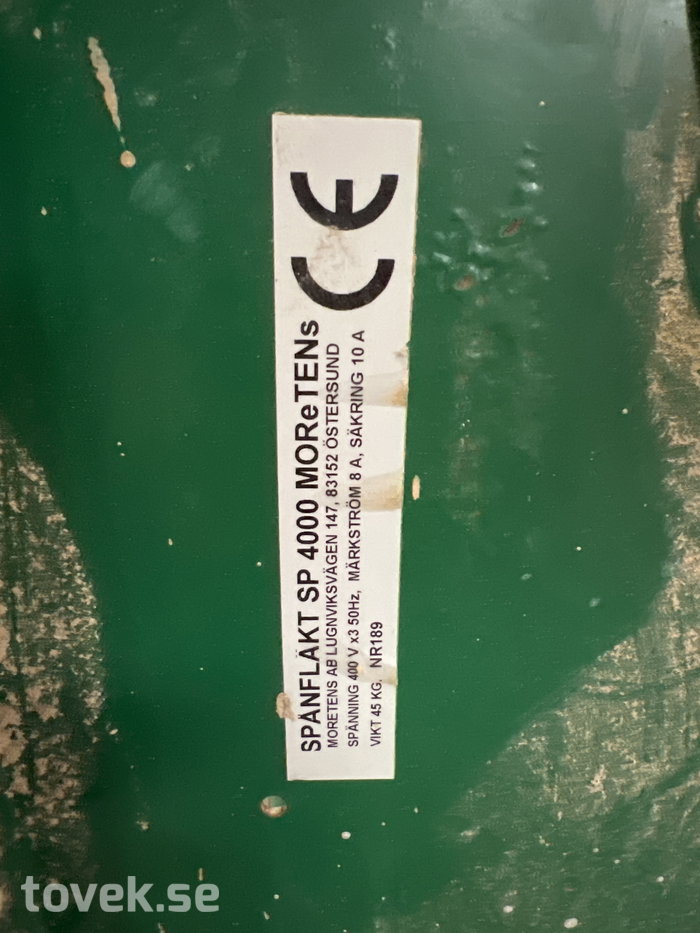 SPÅNFLÄKT SP 4000 MOReTENs
MORETENS AB LUGNVIKSVÄGEN 147, 83152 ÖSTERSUND
SPÄNNING 400 V x3 50Hz, MÄRKSTRÖM 8 A, SÄKRING 10 A
VIKT 45 KG, NR189
CE
tovek.se